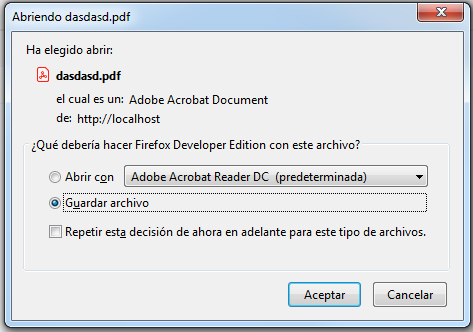 Abriendo dasdasd.pdf
Ha elegido abrir:
dasdasd.pdf
el cual es un: Adobe Acrobat Document
de: http://localhost
¿Qué debería hacer Firefox Developer Edition con este archivo?
Abrir con Adobe Acrobat Reader DC (predeterminada)
Guardar archivo
Repetir esta decisión de ahora en adelante para este tipo de archivos.
Aceptar Cancelar